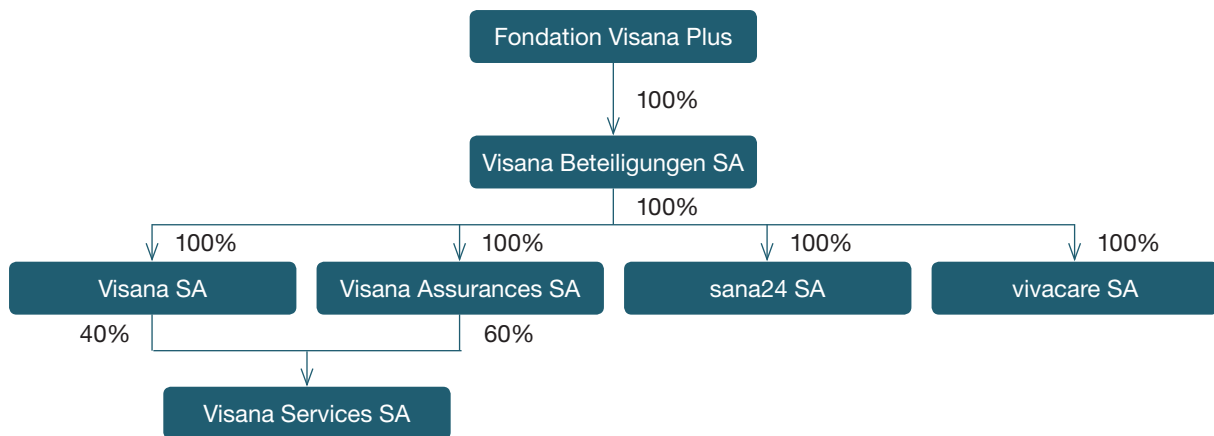 Fondation Visana Plus
100%
Visana Beteiligungen SA
100%
100%
100%
100%
100%
Visana SA
Visana Assurances SA
sana24 SA
vivacare SA
40%
60%
Visana Services SA